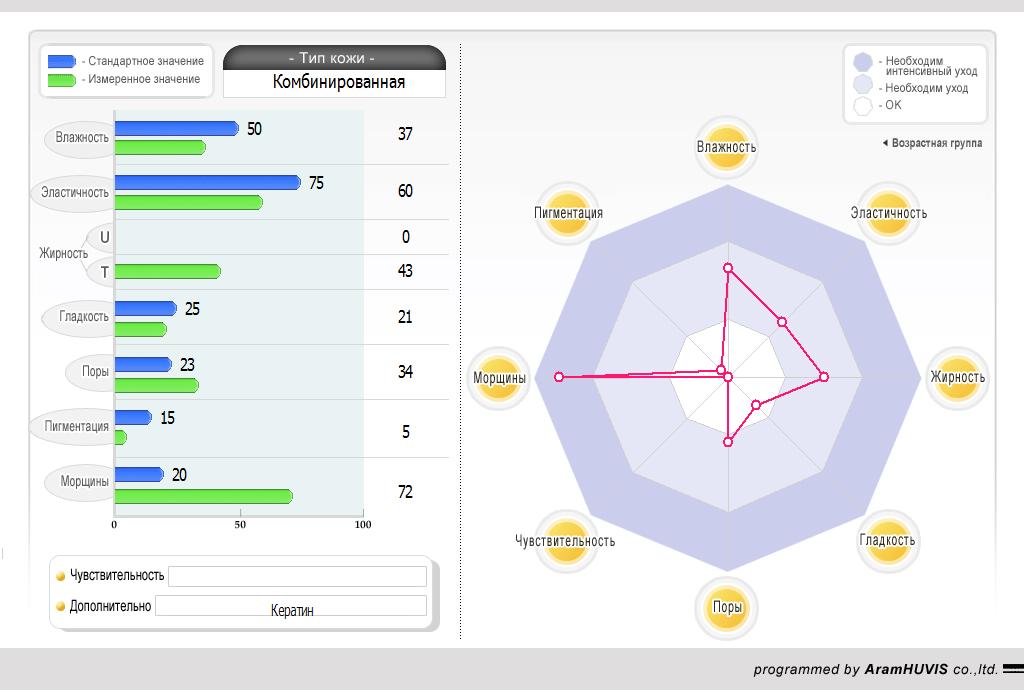 - Стандартное значение
- Измеренное значение
- Тип кожи -
Комбинированная
Влажность
50
37
Эластичность
75
60
Жирность
U
0
T
43
Гладкость
25
21
Поры
23
34
Пигментация
15
5
Морщины
20
72
0
50
100
Чувствительность
Дополнительно
Кератин
- Необходим
интенсивный уход
- Необходим уход
- OK
Возрастная группа
Влажность
Пигментация
Эластичность
Морщины
Жирность
Чувствительность
Гладкость
Поры
programmed by AramHUVIS co.,ltd.